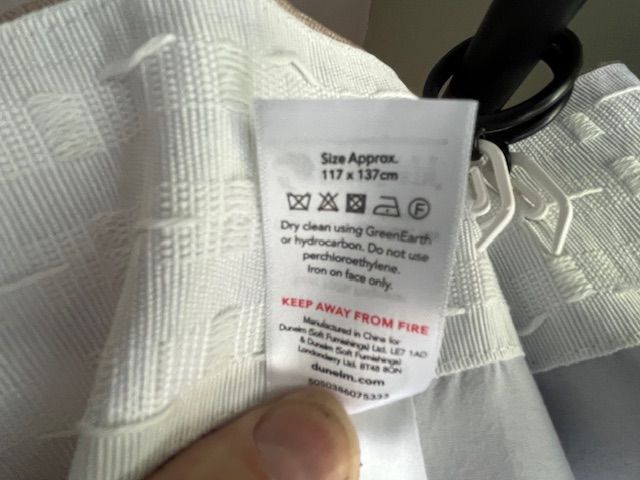 Size Approx.
117 x 137cm
F
Dry clean using GreenEarth
or hydrocarbon. Do not use
perchloroethylene.
Iron on face only.
KEEP AWAY FROM FIRE
Manufactured in China for
Dunelm (Soft Furnishings) Ltd. LE7 1AD
& Dunelm (Soft Furnishings)
Londonderry Ltd. BT48 8QN
dunelm.com